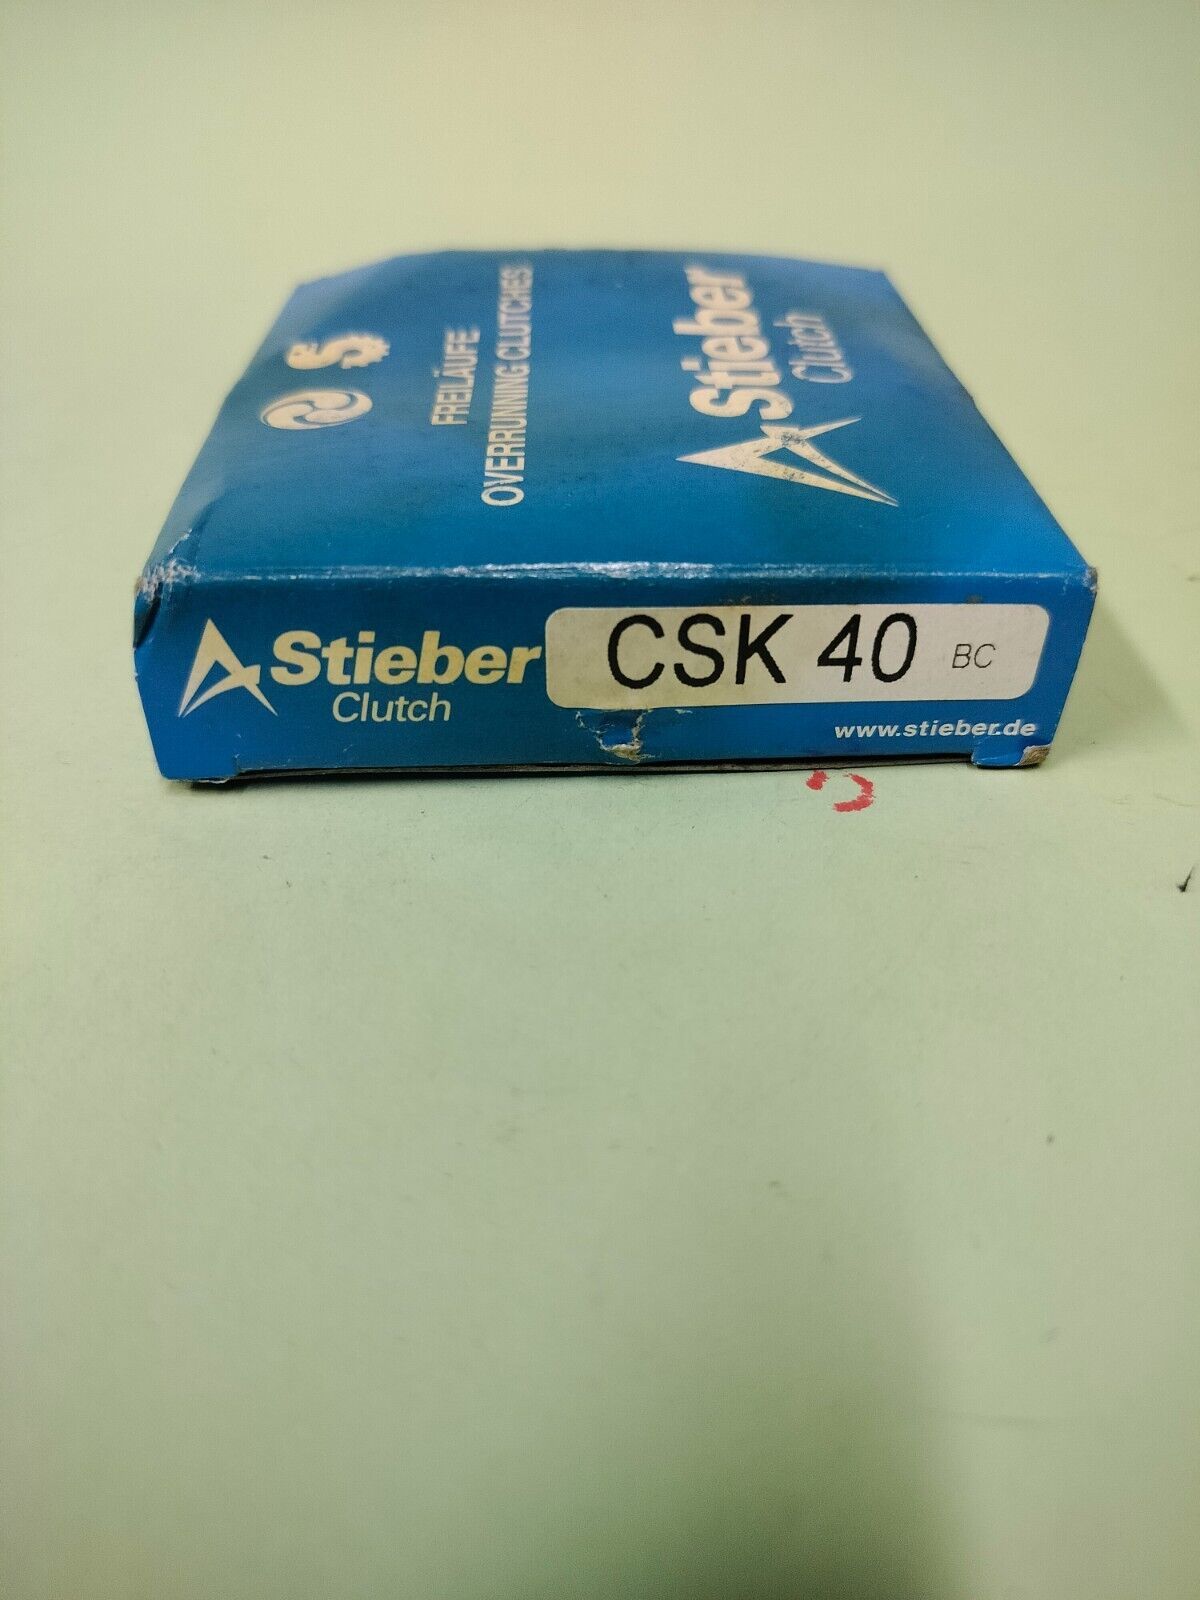 Stieber
Clutch
FREILÄUFE
OVERRUNNING CLUTCHES
Stieber
Clutch
CSK 40 BC
www.stieber.de